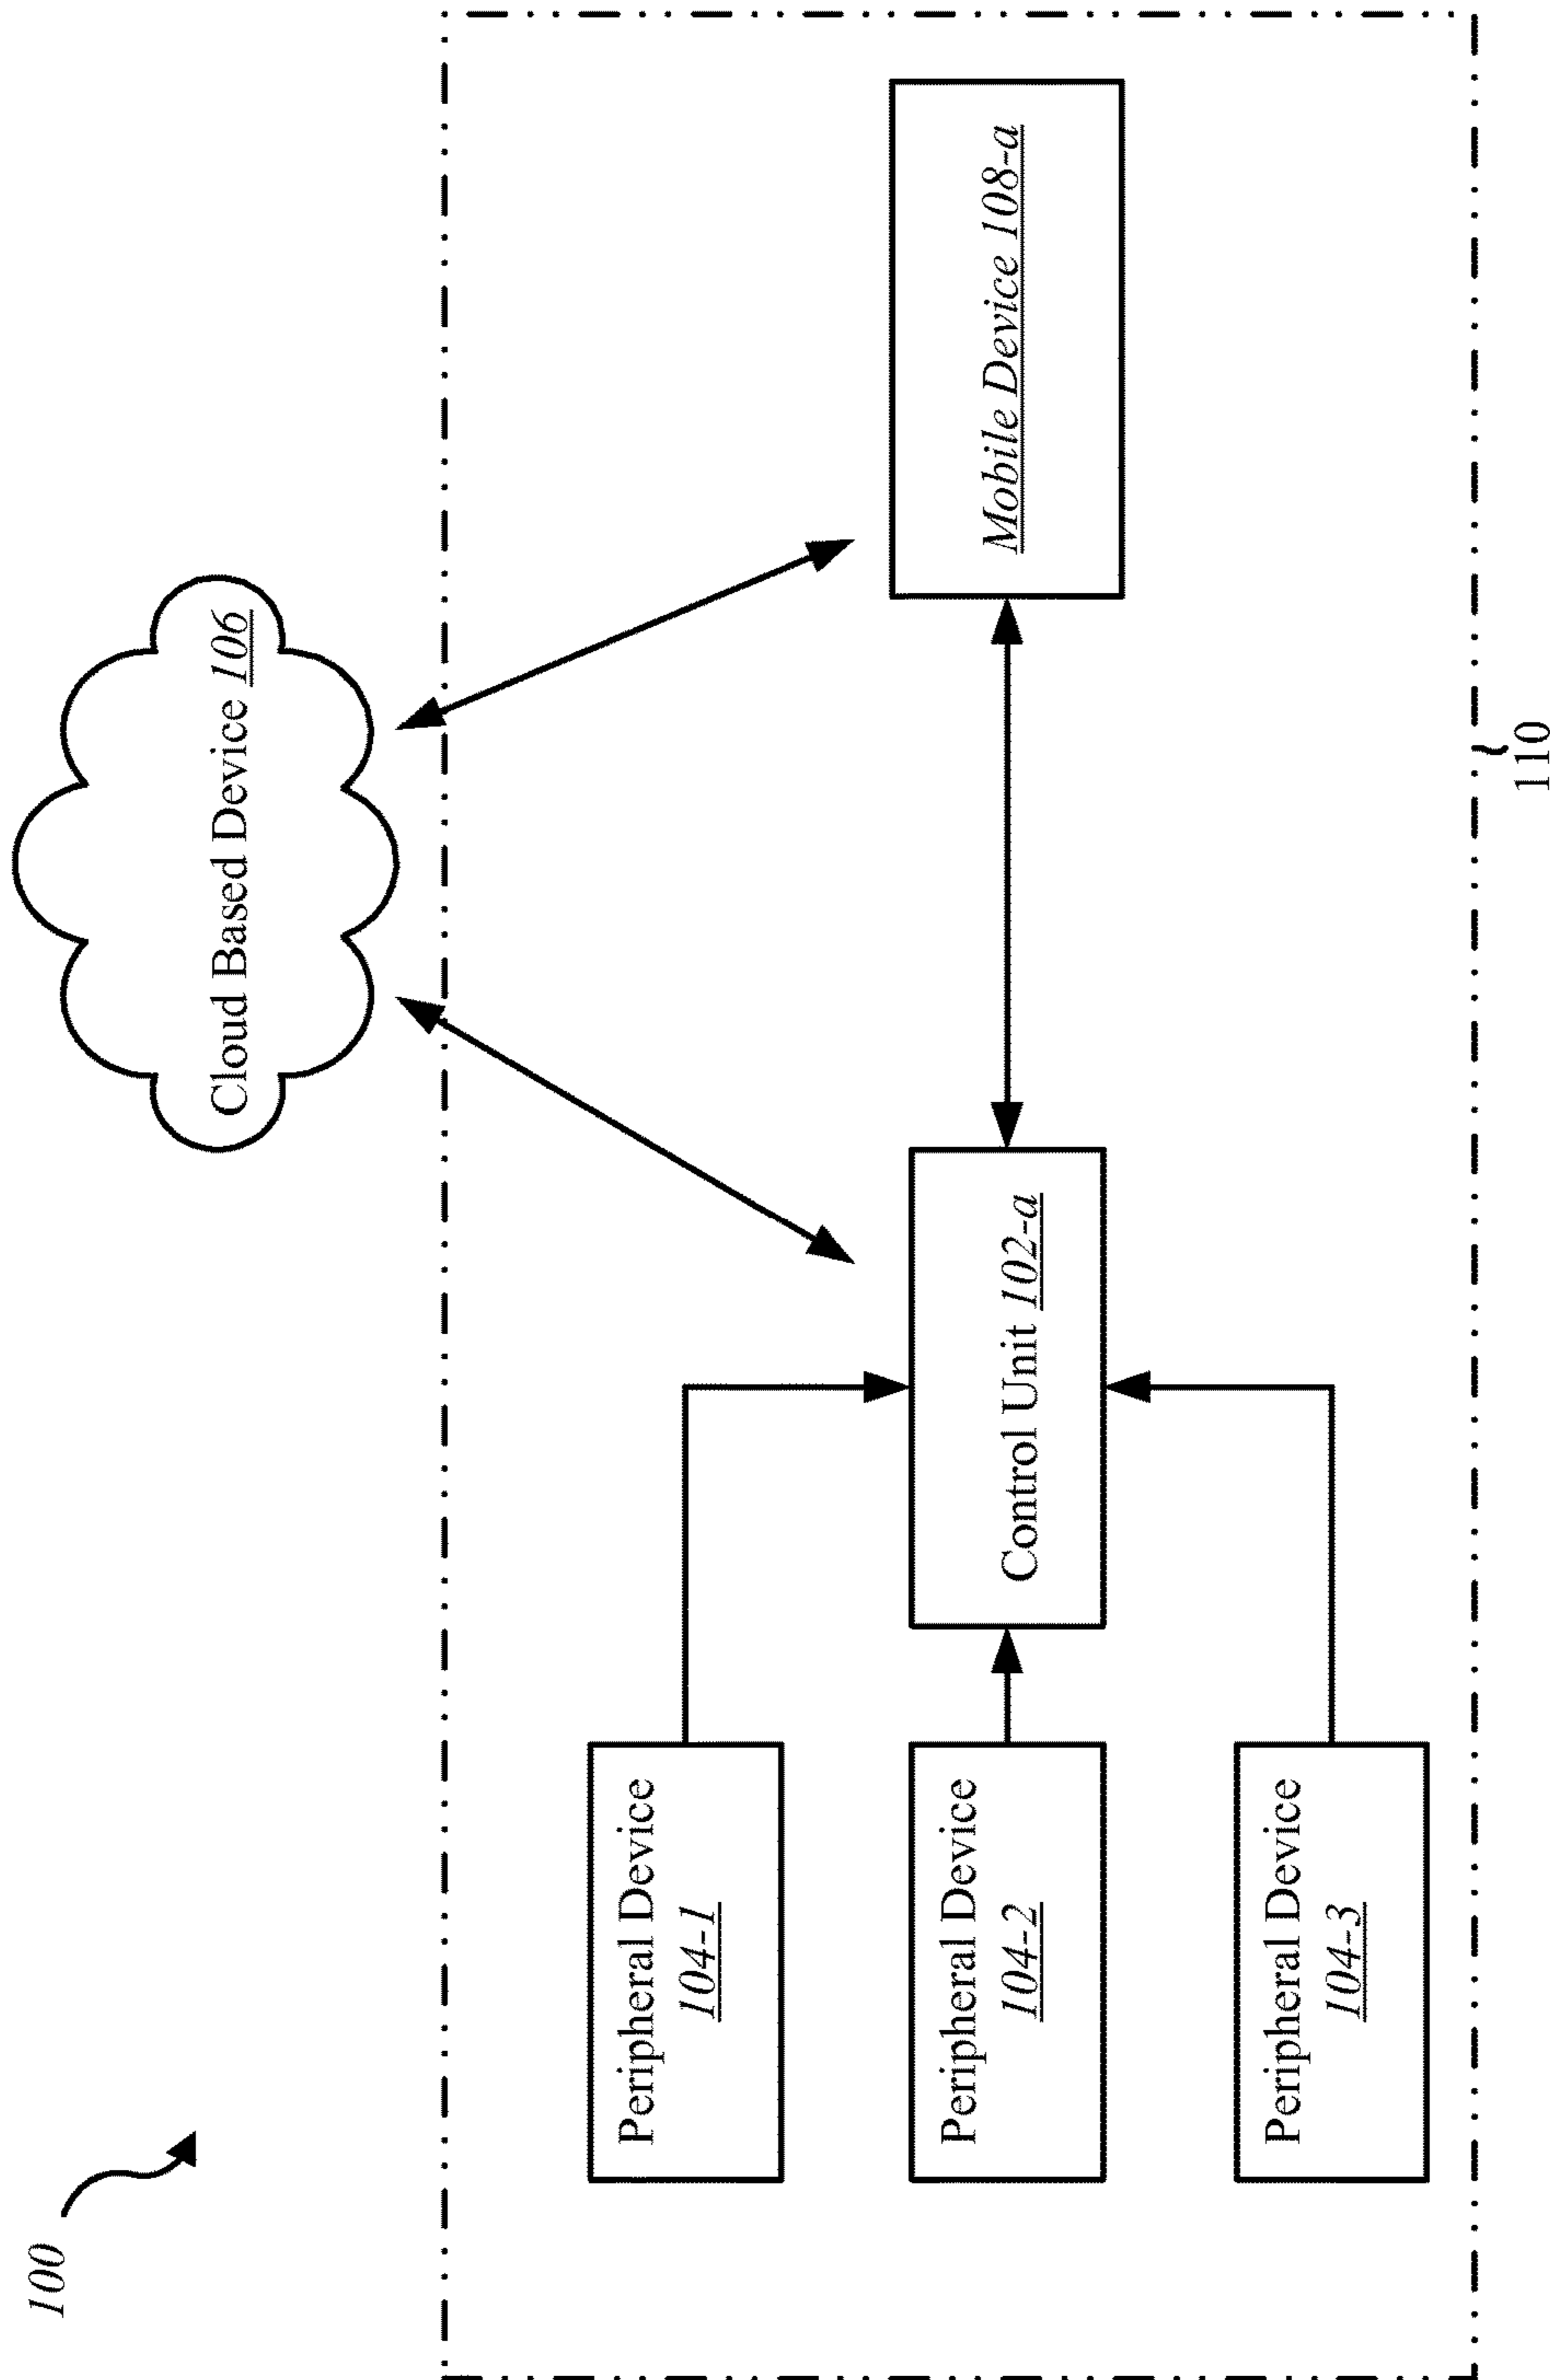 100
Cloud Based Device 106
Peripheral Device
104-1
Peripheral Device
104-2
Control Unit 102-a
Mobile Device 108-a
Peripheral Device
104-3
110